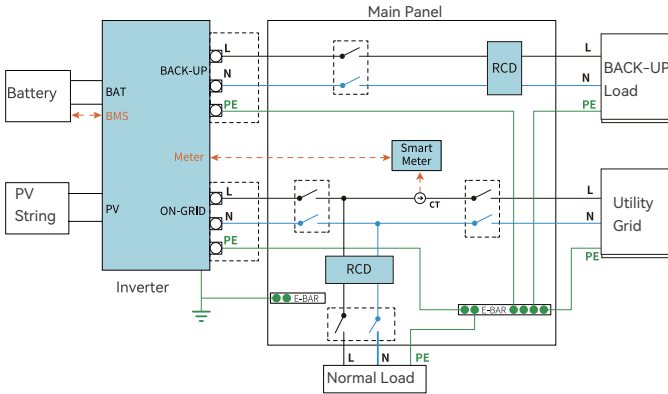 Main Panel
L
BACK-UP
N
PE
RCD
L
N
PE
BACK-UP
Load
Battery
BAT
BMS
Meter
Smart
Meter
PV
String
PV
ON-GRID
L
N
PE
CT
L
N
PE
Utility
Grid
RCD
Inverter
E-BAR
E-BAR
L
N
PE
Normal Load